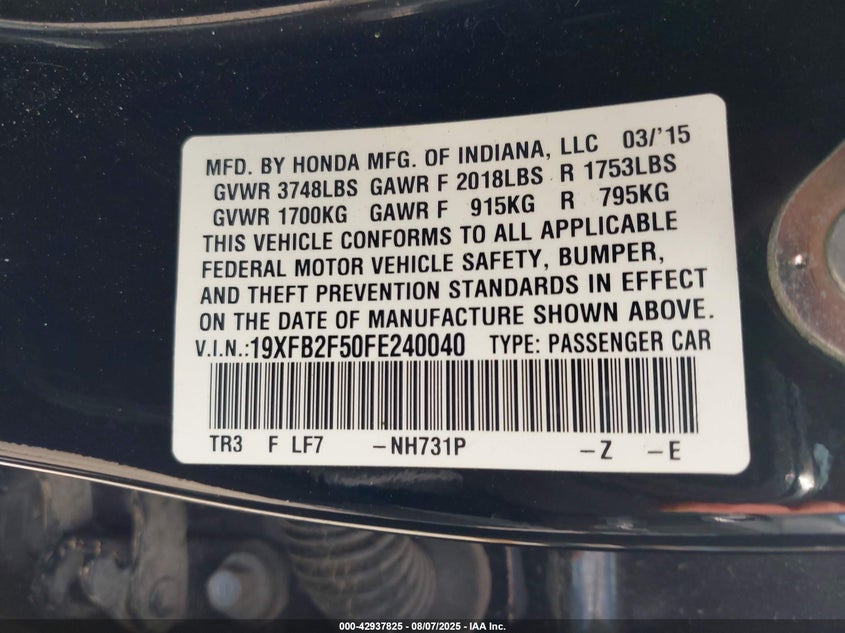 MFD. BY HONDA MFG. OF INDIANA, LLC 03/'15
GVWR 3748LBS GAWR F 2018LBS R 1753LBS
GVWR 1700KG GAWR F 915KG R 795KG
THIS VEHICLE CONFORMS TO ALL APPLICABLE
FEDERAL MOTOR VEHICLE SAFETY, BUMPER,
AND THEFT PREVENTION STANDARDS IN EFFECT
ON THE DATE OF MANUFACTURE SHOWN ABOVE.
V.I.N.:19XFB2F50FE240040 TYPE: PASSENGER CAR
TR3 F LF7 –NH731P –Z –E
000-42937825 - 08/07/2025 - IAA Inc.